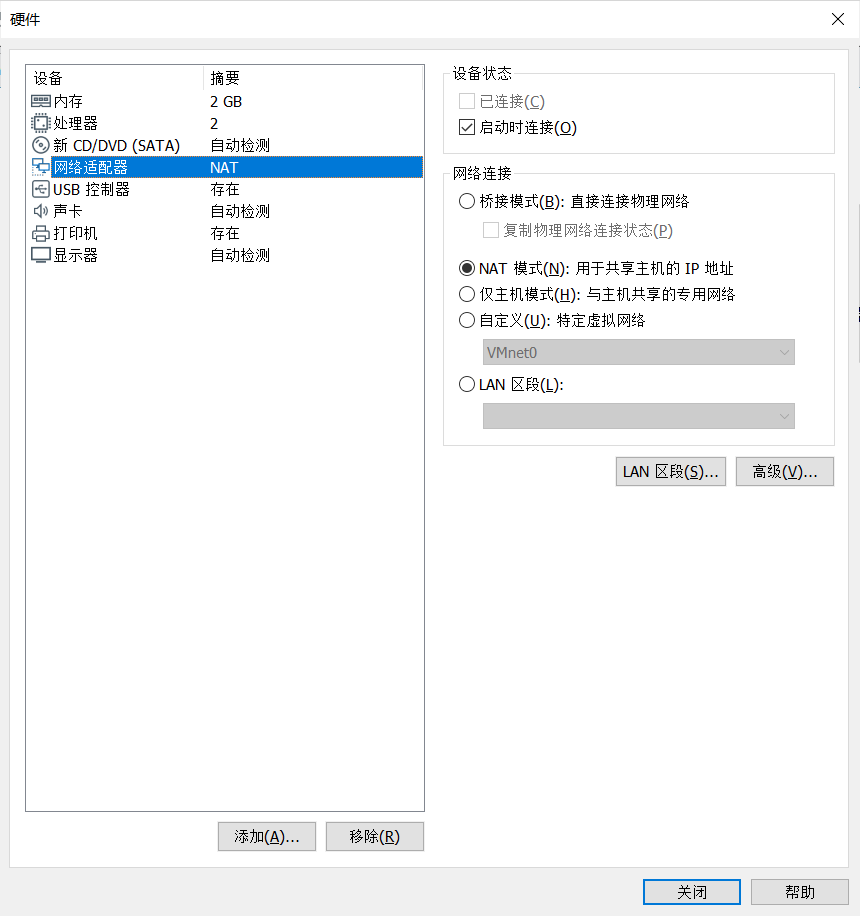 硬件
设备 摘要
内存 2 GB
处理器 2
新 CD/DVD (SATA) 自动检测
网络适配器 NAT
USB 控制器 存在
声卡 自动检测
打印机 存在
显示器 自动检测
添加(A)...
移除(R)
设备状态
已连接(C)
启动时连接(O)
网络连接
桥接模式(B): 直接连接物理网络
复制物理网络连接状态(P)
NAT 模式(N): 用于共享主机的 IP 地址
仅主机模式(H): 与主机共享的专用网络
自定义(U): 特定虚拟网络
VMnet0
LAN 区段(L):
LAN 区段(S)...
高级(V)...
关闭
帮助